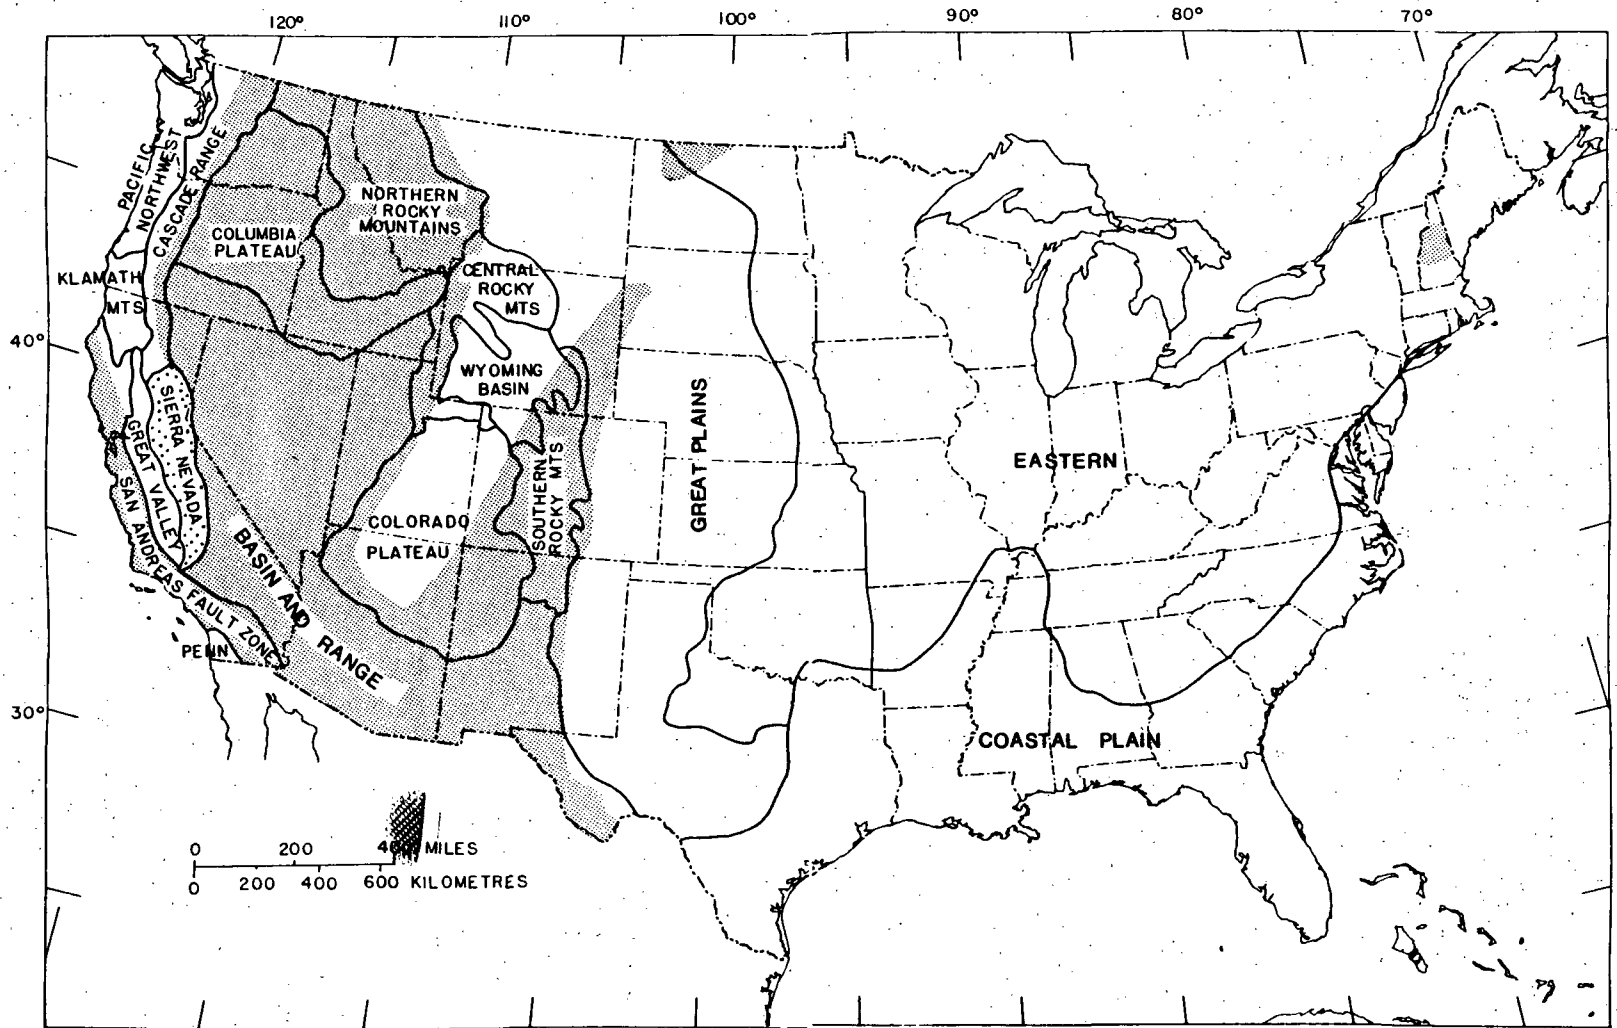 120° 110° 100° 90° 80° 70°
PACIFIC
NORTHWEST
CASCADE RANGE
NORTHERN
ROCKY
MOUNTAINS
COLUMBIA
PLATEAU
KLAMATH
MTS
CENTRAL
ROCKY
MTS
40°
WYOMING
BASIN
SIERRA NEVADA
GREAT VALLEY
SAN ANDREAS FAULT ZONE
GREAT PLAINS
EASTERN
SOUTHERN
ROCKY MTS
COLORADO
PLATEAU
BASIN AND RANGE
PENN
30°
COASTAL PLAIN
0 200 400 MILES
0 200 400 600 KILOMETRES